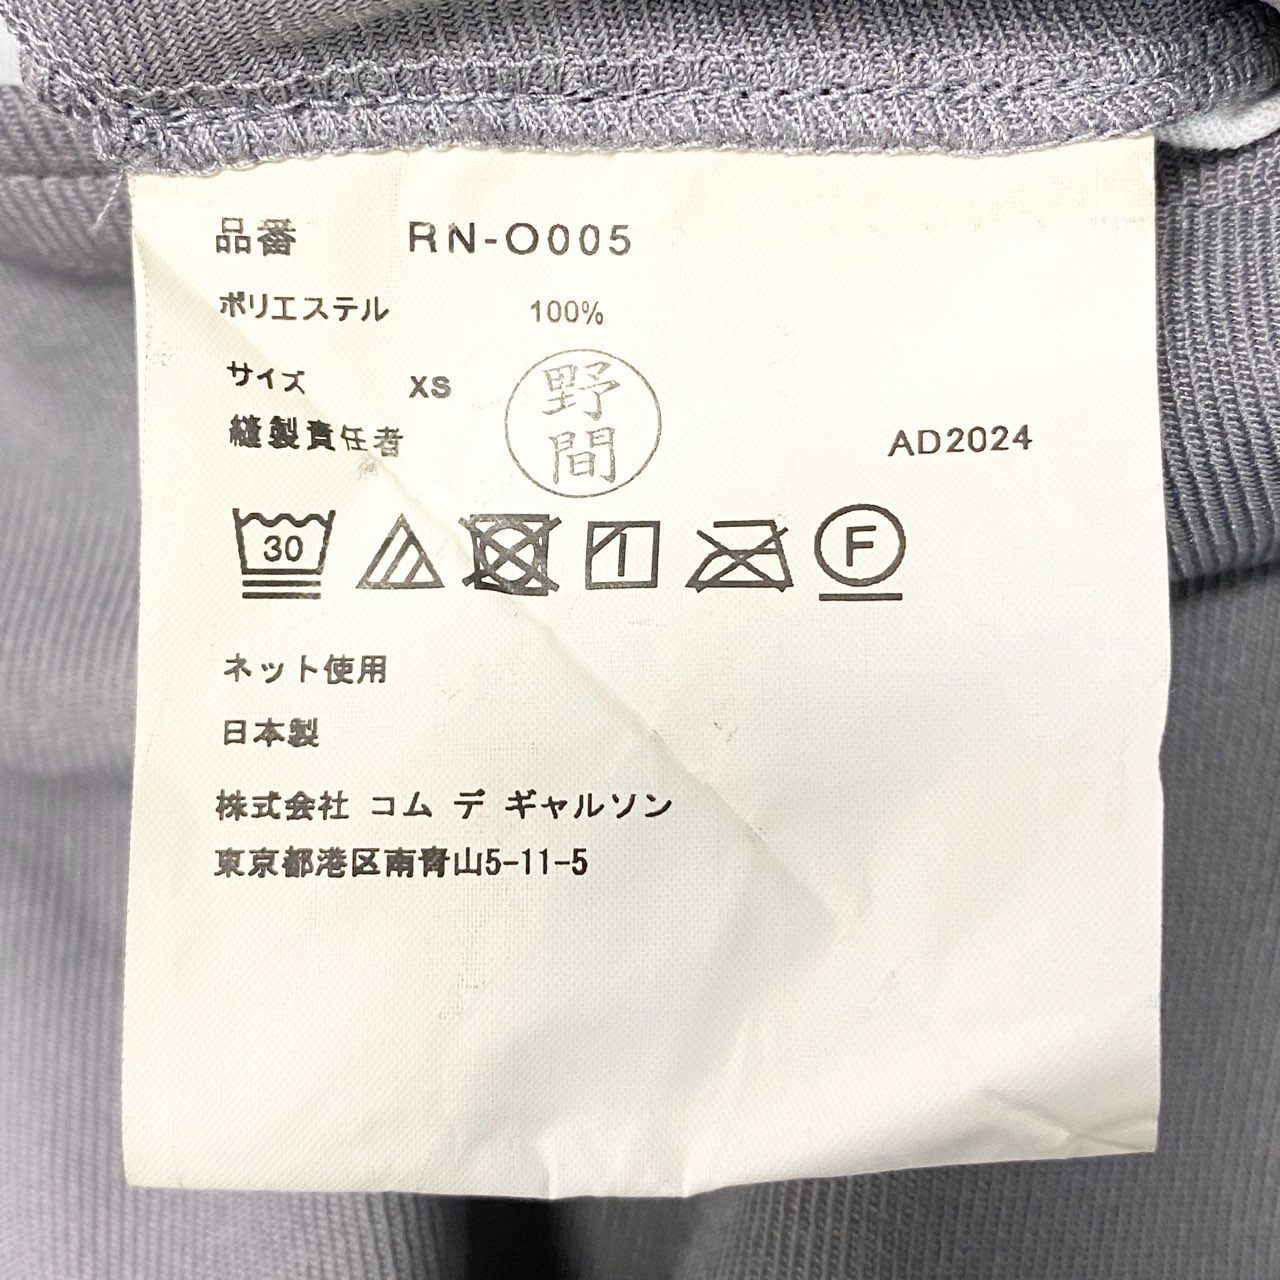 品番 RN-O005
ポリエステル 100%
サイズ XS
縫製責任者 野間 AD2024
30 F
ネット使用
日本製
株式会社 コム デ ギャルソン
東京都港区南青山5-11-5